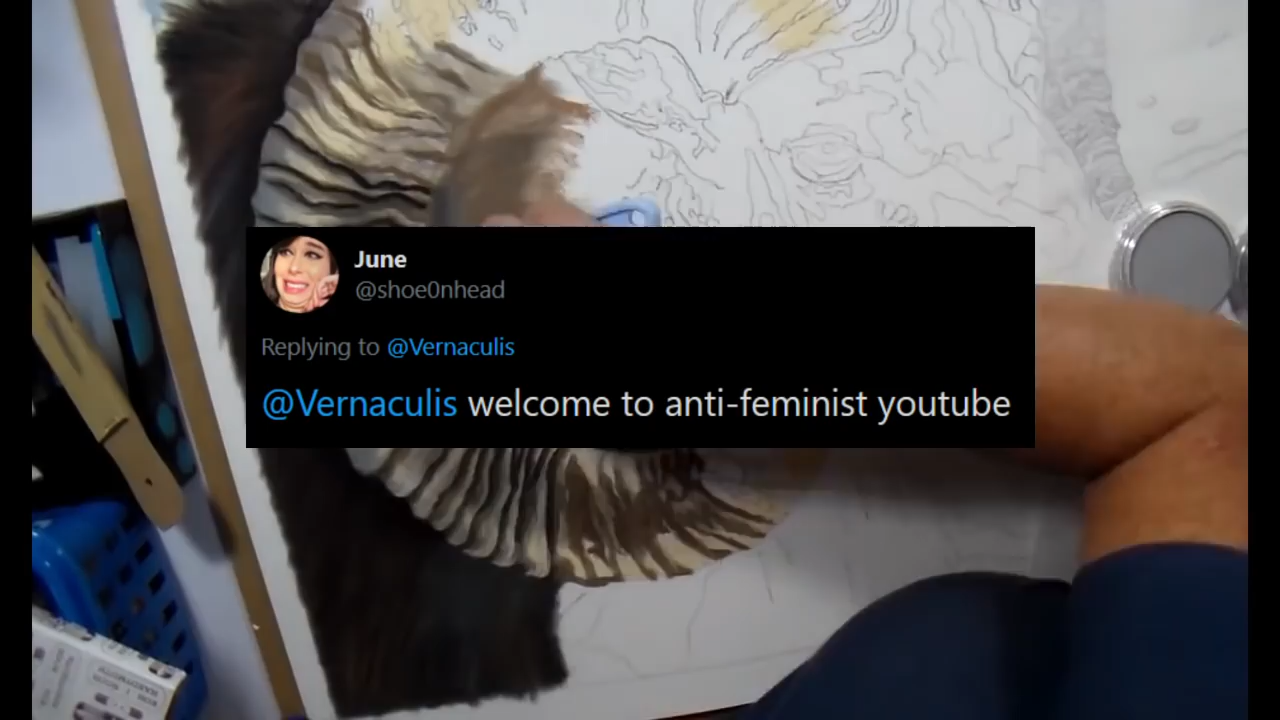 June
@shoe0nhead
Replying to @Vernaculis
@Vernaculis welcome to anti-feminist youtube